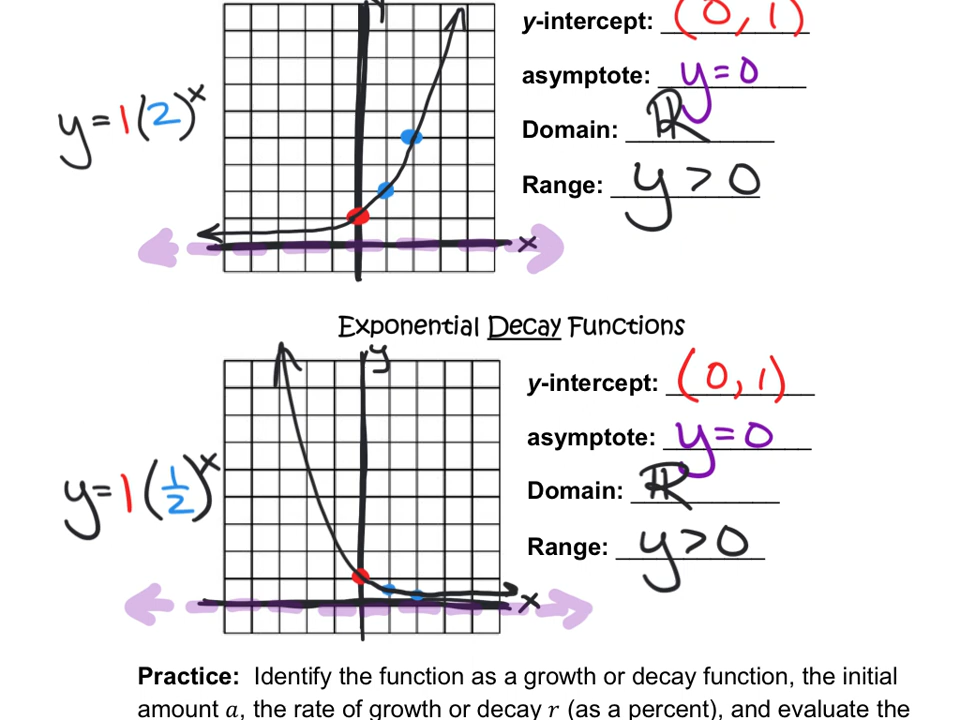 y
y-intercept: (0, 1)
asymptote: y = 0
y = 1(2)^x
Domain: ℝ
Range: y > 0
x
Exponential Decay Functions
y
y-intercept: (0, 1)
asymptote: y = 0
y = 1(1/2)^x
Domain: ℝ
Range: y > 0
x
Practice: Identify the function as a growth or decay function, the initial
amount a, the rate of growth or decay r (as a percent), and evaluate the